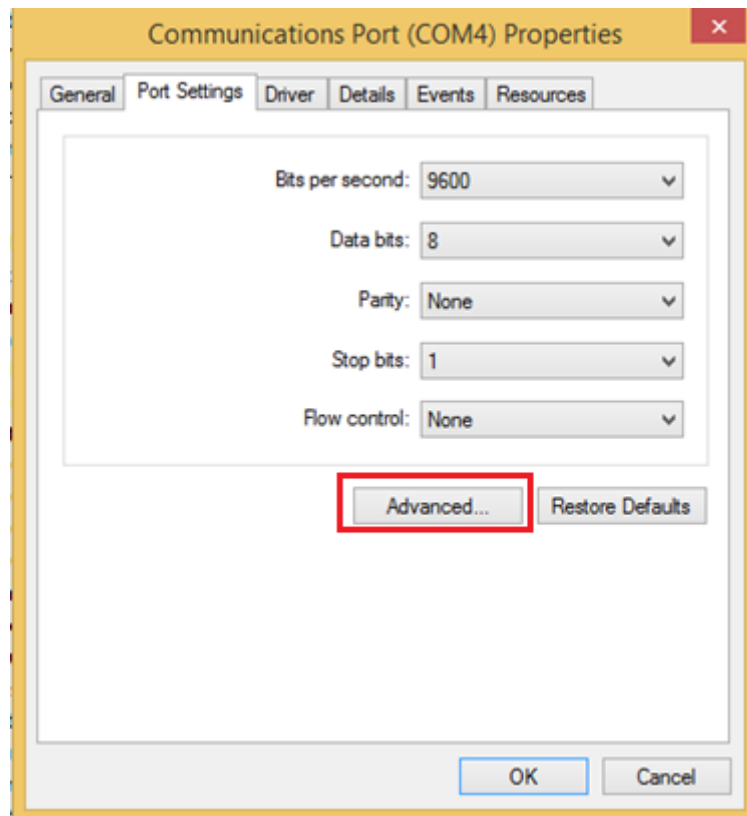 Communications Port (COM4) Properties
General Port Settings Driver Details Events Resources
Bits per second: 9600
Data bits: 8
Parity: None
Stop bits: 1
Flow control: None
Advanced... Restore Defaults
OK Cancel